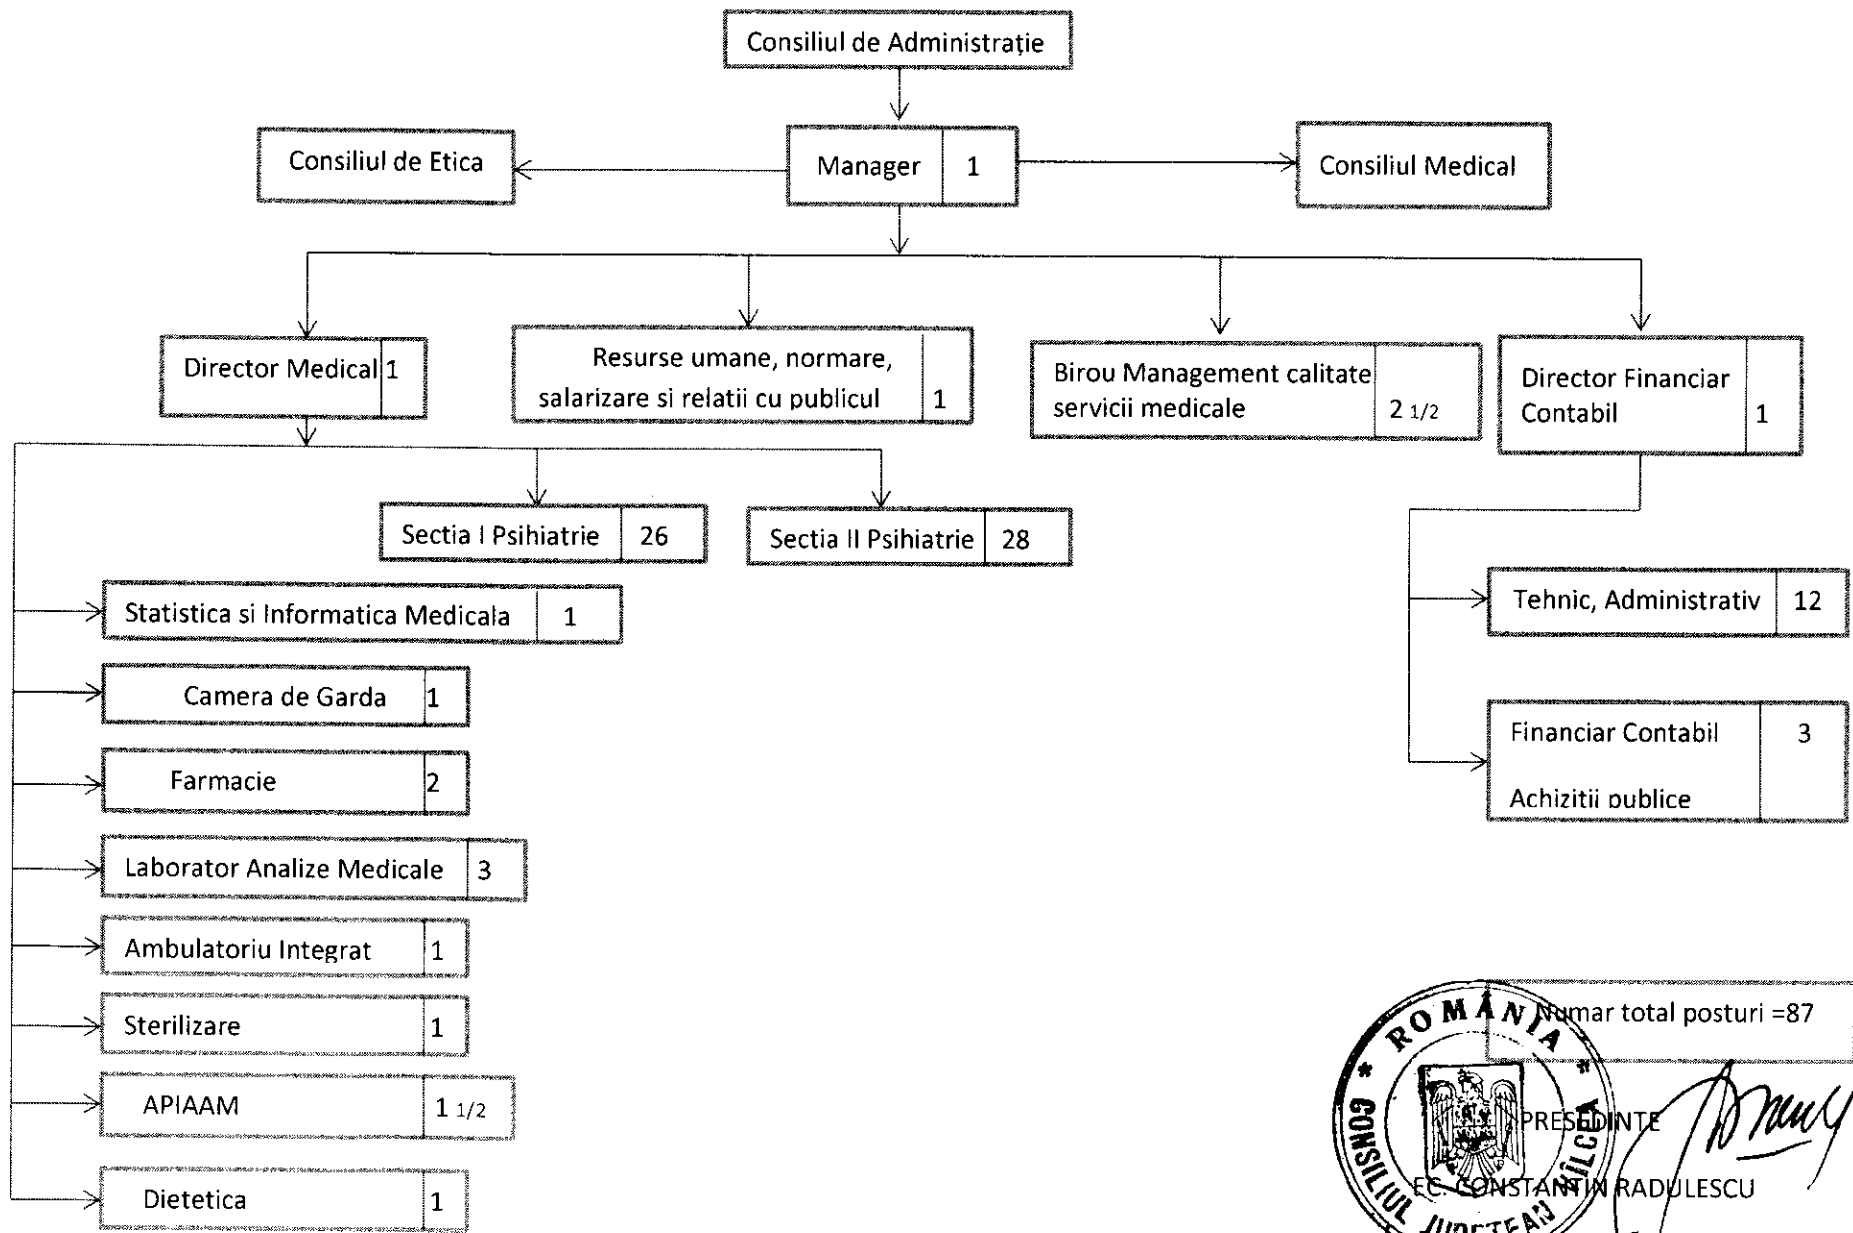 Consiliul de Administrație
Consiliul de Etica
Manager 1
Consiliul Medical
Director Medical 1
Resurse umane, normare,
salarizare si relatii cu publicul 1
Birou Management calitate
servicii medicale 2 1/2
Director Financiar
Contabil 1
Sectia I Psihiatrie 26
Sectia II Psihiatrie 28
Statistica si Informatica Medicala 1
Tehnic, Administrativ 12
Camera de Garda 1
Financiar Contabil 3
Achizitii publice
Farmacie 2
Laborator Analize Medicale 3
Ambulatoriu Integrat 1
Sterilizare 1
APIAAM 1 1/2
Dietetica 1
Numar total posturi =87
* ROMÂNIA *
CONSILIUL JUDEȚEAN VÎLCEA
PRESEDINTE
EC. CONSTANTIN RADULESCU